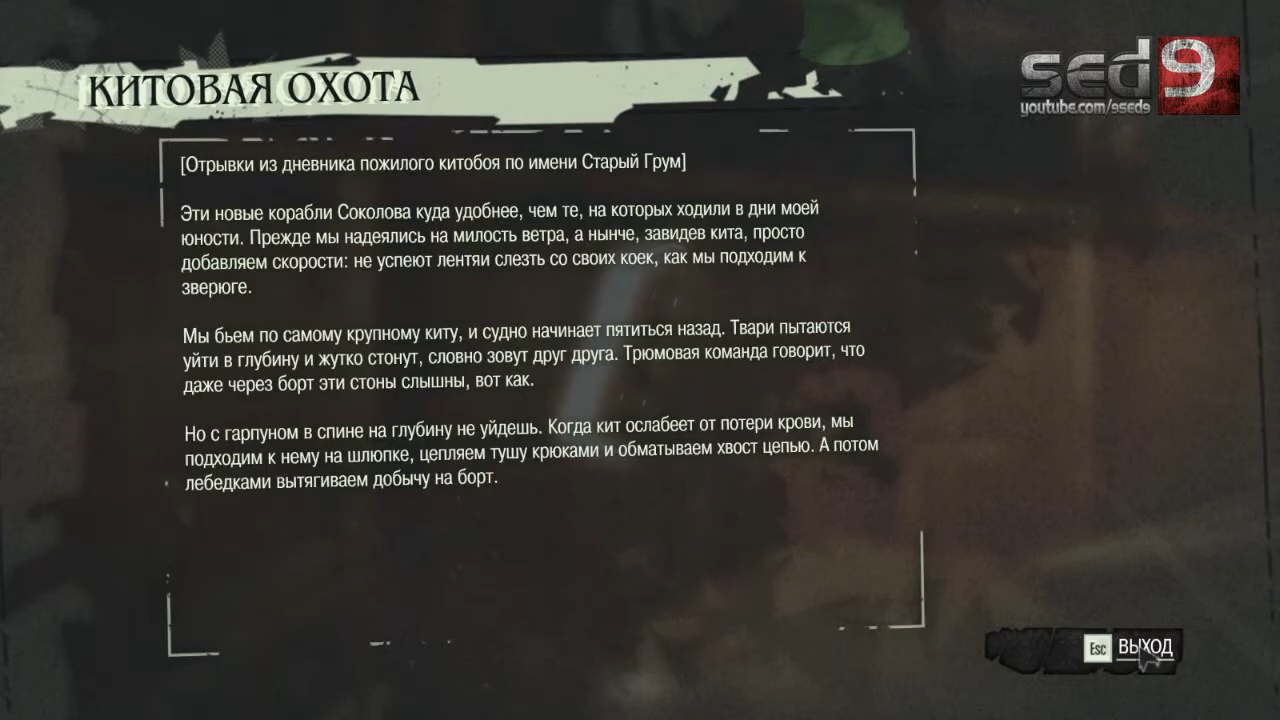 КИТОВАЯ ОХОТА
sed9
youtube.com/9sed9
[Отрывки из дневника пожилого китобоя по имени Старый Грум]
Эти новые корабли Соколова куда удобнее, чем те, на которых ходили в дни моей
юности. Прежде мы надеялись на милость ветра, а нынче, завидев кита, просто
добавляем скорости: не успеют лентяи слезть со своих коек, как мы подходим к
зверюге.
Мы бьем по самому крупному киту, и судно начинает пятиться назад. Твари пытаются
уйти в глубину и жутко стонут, словно зовут друг друга. Трюмовая команда говорит, что
даже через борт эти стоны слышны, вот как.
Но с гарпуном в спине на глубину не уйдешь. Когда кит ослабеет от потери крови, мы
подходим к нему на шлюпке, цепляем тушу крюками и обматываем хвост цепью. А потом
лебедками вытягиваем добычу на борт.
Esc ВЫХОД